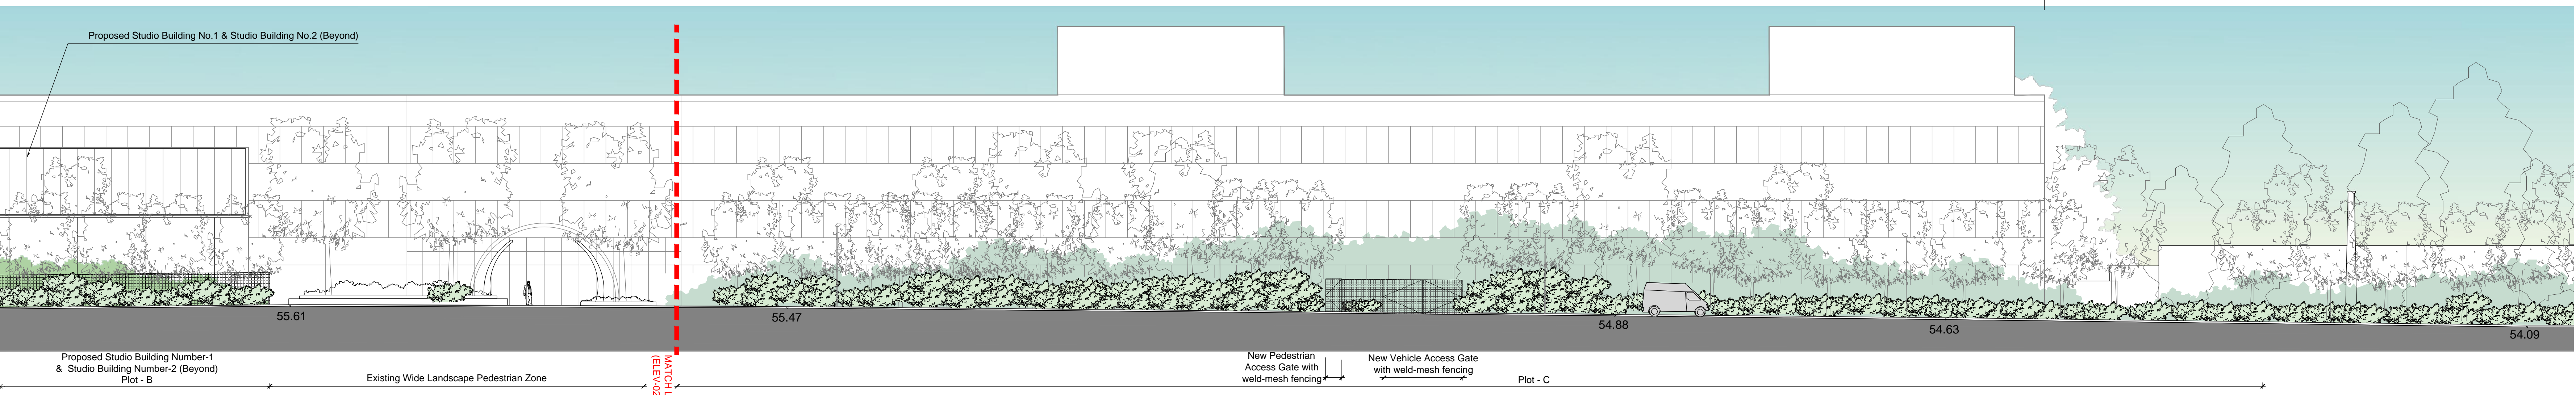 Proposed Studio Building No.1 & Studio Building No.2 (Beyond)
55.61
55.47
54.88
54.63
54.09
Proposed Studio Building Number-1
& Studio Building Number-2 (Beyond)
Plot - B
Existing Wide Landscape Pedestrian Zone
MATCH L
(ELEV-02
New Pedestrian
Access Gate with
weld-mesh fencing
New Vehicle Access Gate
with weld-mesh fencing
Plot - C